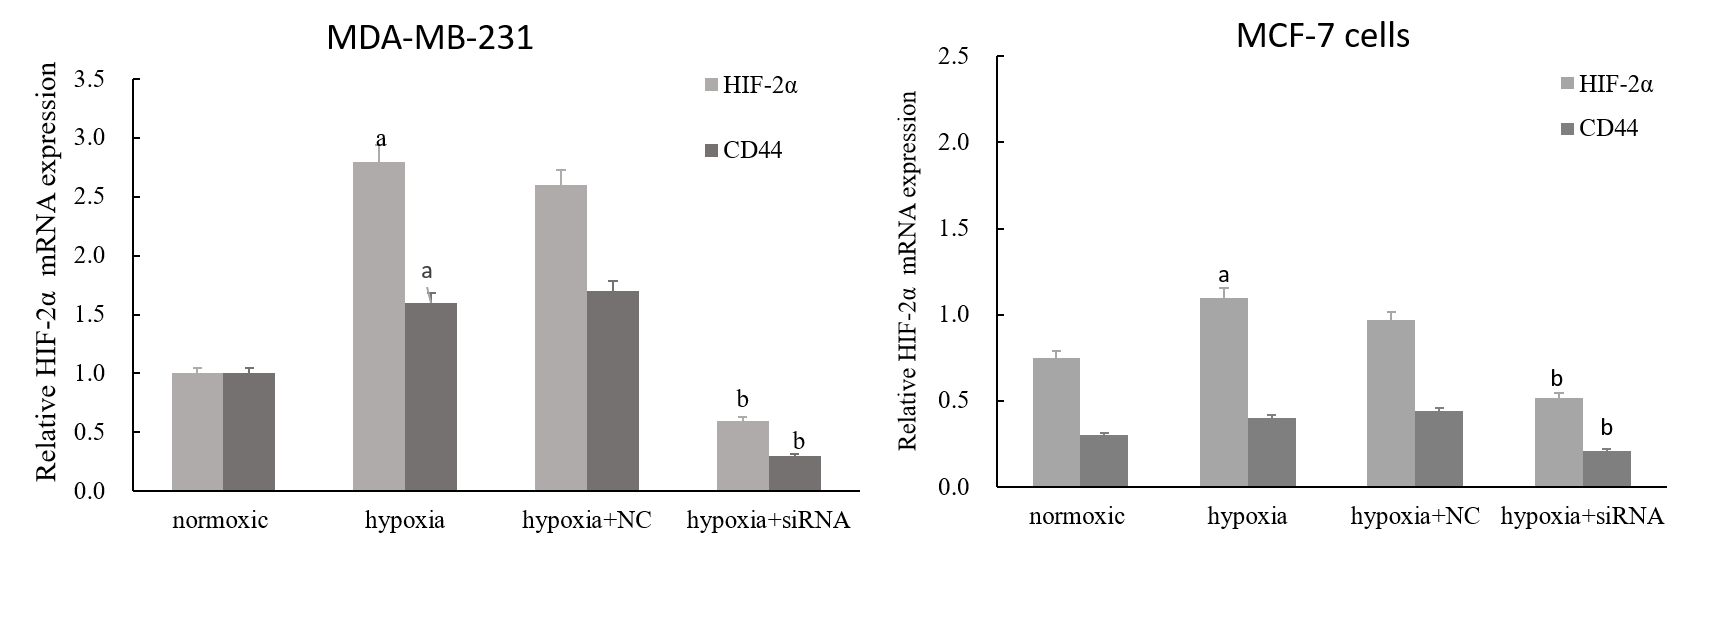 MDA-MB-231
Relative HIF-2α mRNA expression
3.5
3.0
2.5
2.0
1.5
1.0
0.5
0.0
HIF-2α
CD44
a
a
b
b
normoxic
hypoxia
hypoxia+NC
hypoxia+siRNA
MCF-7 cells
Relative HIF-2α mRNA expression
2.5
2.0
1.5
1.0
0.5
0.0
HIF-2α
CD44
a
b
b
normoxic
hypoxia
hypoxia+NC
hypoxia+siRNA